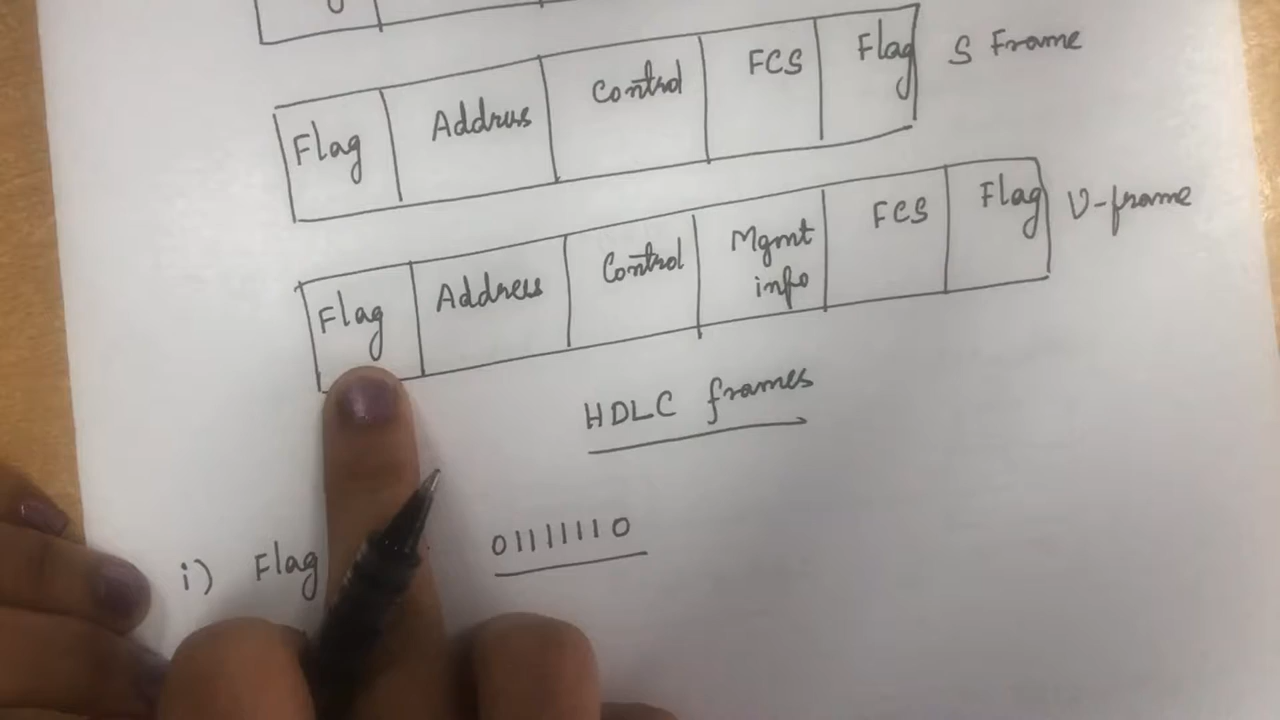 Flag Address Control FCS Flag S Frame
Flag Address Control Mgmt info FCS Flag U-frame
HDLC frames
i) Flag 01111110